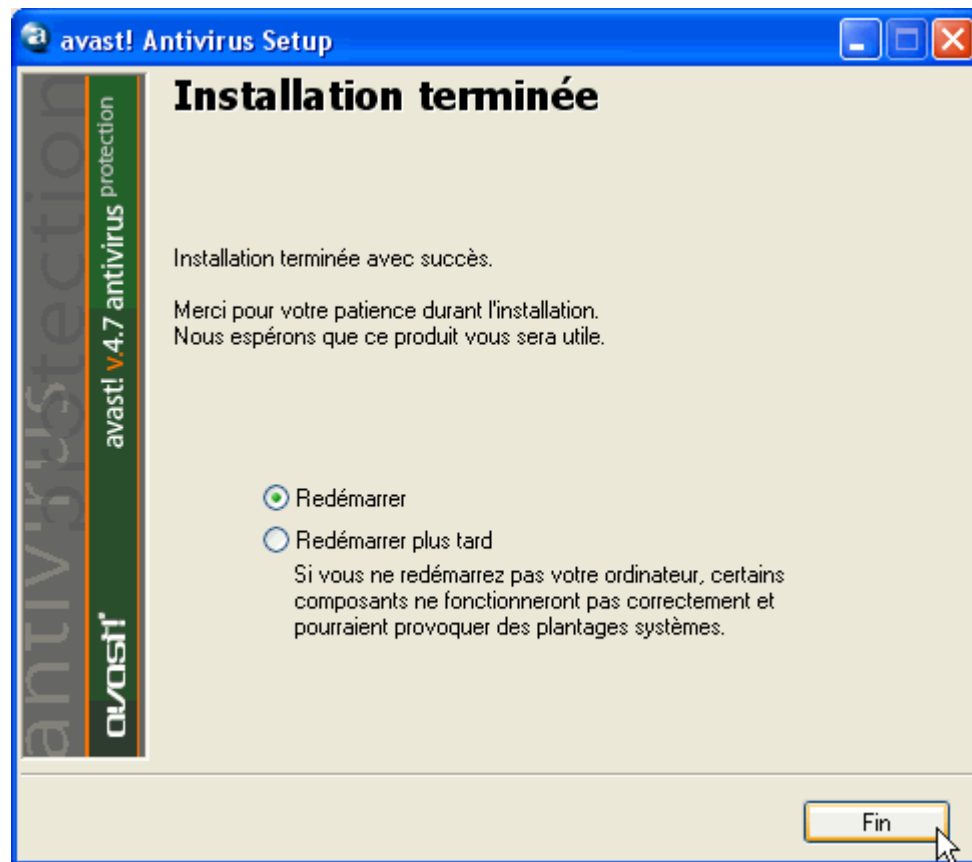 avast! Antivirus Setup
Installation terminée
Installation terminée avec succès.
Merci pour votre patience durant l'installation.
Nous espérons que ce produit vous sera utile.
Redémarrer
Redémarrer plus tard
Si vous ne redémarrez pas votre ordinateur, certains
composants ne fonctionneront pas correctement et
pourraient provoquer des plantages systèmes.
Fin
avast! v.4.7 antivirus protection
avast!
antivirus
protection